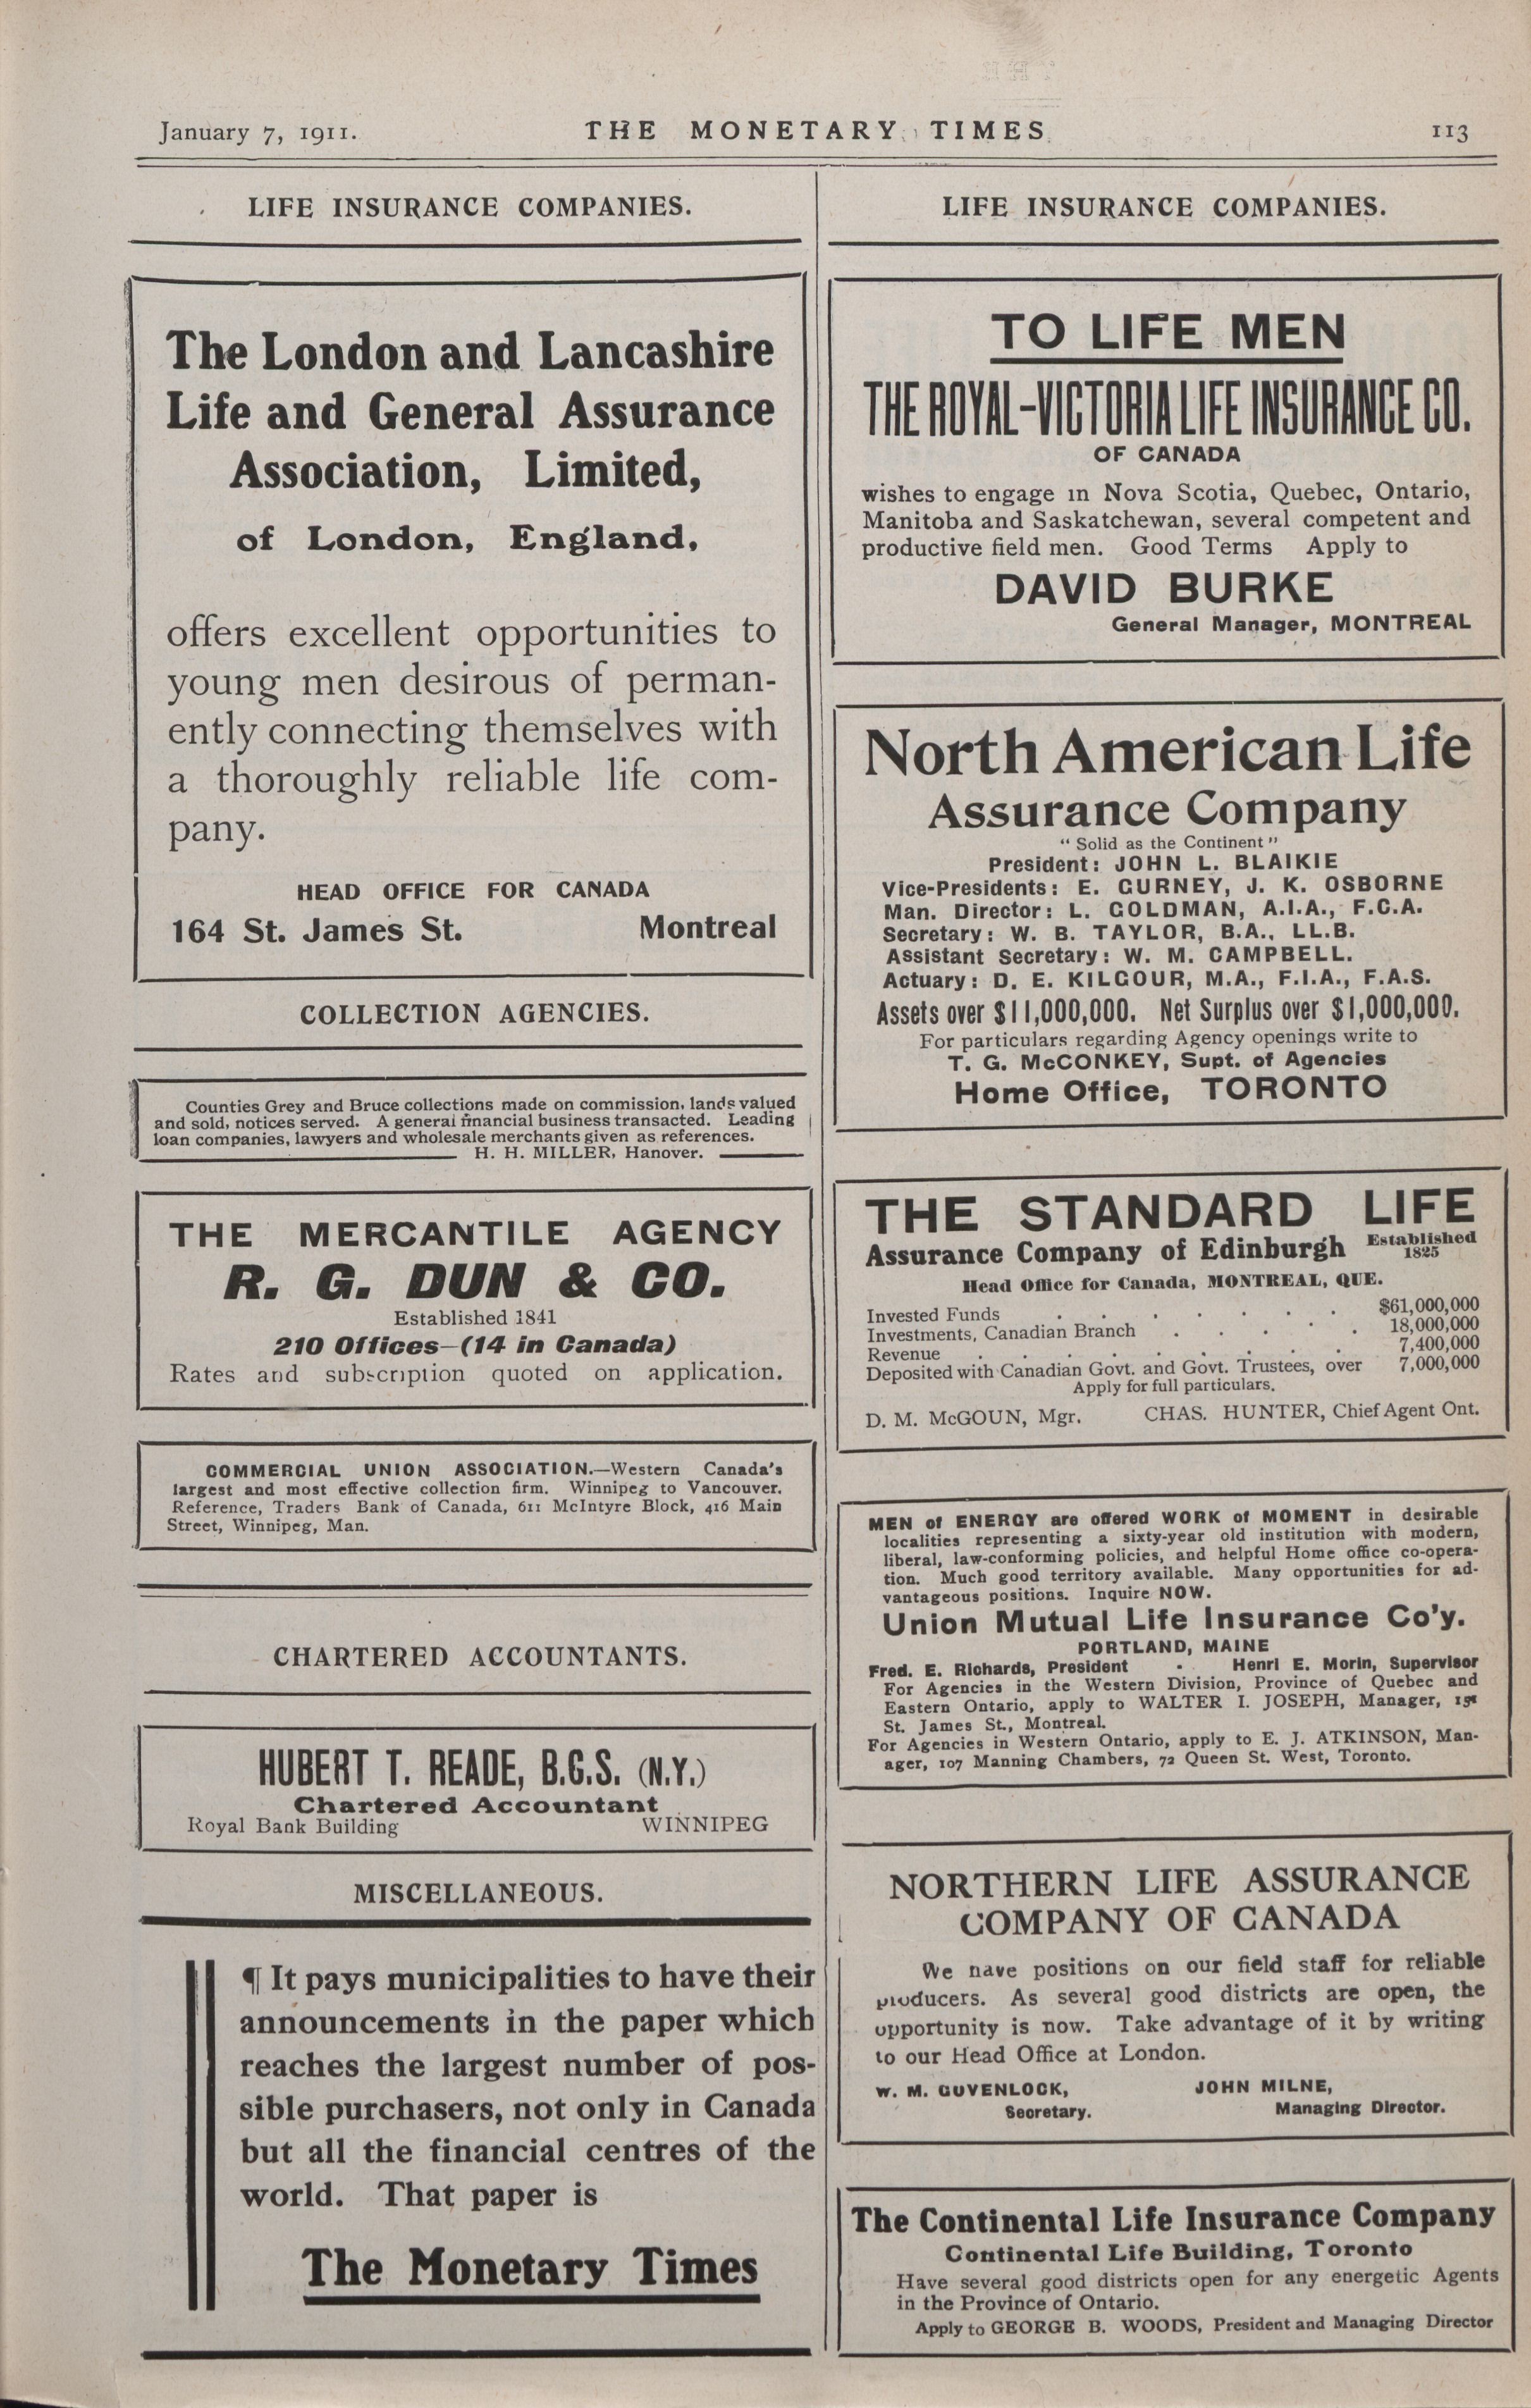 January 7, 1911.
THE MONETARY TIMES
113
LIFE INSURANCE COMPANIES.
The London and Lancashire
Life and General Assurance
Association, Limited,
of London, England,
offers excellent opportunities to
young men desirous of perman-
ently connecting themselves with
a thoroughly reliable life com-
pany.
HEAD OFFICE FOR CANADA
164 St. James St. Montreal
COLLECTION AGENCIES.
Counties Grey and Bruce collections made on commission, lands valued
and sold, notices served. A general financial business transacted. Leading
loan companies, lawyers and wholesale merchants given as references.
H. H. MILLER, Hanover.
THE MERCANTILE AGENCY
R. G. DUN & CO.
Established 1841
210 Offices—(14 in Canada)
Rates and subscription quoted on application.
COMMERCIAL UNION ASSOCIATION.—Western Canada's
largest and most effective collection firm. Winnipeg to Vancouver.
Reference, Traders Bank of Canada, 611 McIntyre Block, 416 Main
Street, Winnipeg, Man.
CHARTERED ACCOUNTANTS.
HUBERT T. READE, B.C.S. (N.Y.)
Chartered Accountant
Royal Bank Building WINNIPEG
MISCELLANEOUS.
¶ It pays municipalities to have their
announcements in the paper which
reaches the largest number of pos-
sible purchasers, not only in Canada
but all the financial centres of the
world. That paper is
The Monetary Times
LIFE INSURANCE COMPANIES.
TO LIFE MEN
THE ROYAL-VICTORIA LIFE INSURANCE CO.
OF CANADA
wishes to engage in Nova Scotia, Quebec, Ontario,
Manitoba and Saskatchewan, several competent and
productive field men. Good Terms Apply to
DAVID BURKE
General Manager, MONTREAL
North American Life
Assurance Company
"Solid as the Continent"
President: JOHN L. BLAIKIE
Vice-Presidents: E. GURNEY, J. K. OSBORNE
Man. Director: L. GOLDMAN, A.I.A., F.C.A.
Secretary: W. B. TAYLOR, B.A., LL.B.
Assistant Secretary: W. M. CAMPBELL.
Actuary: D. E. KILGOUR, M.A., F.I.A., F.A.S.
Assets over $11,000,000. Net Surplus over $1,000,000.
For particulars regarding Agency openings write to
T. G. McCONKEY, Supt. of Agencies
Home Office, TORONTO
THE STANDARD LIFE
Assurance Company of Edinburgh Established 1825
Head Office for Canada, MONTREAL, QUE.
Invested Funds . . . . . . . $61,000,000
Investments, Canadian Branch . . . . . 18,000,000
Revenue . . . . . . . . . 7,400,000
Deposited with Canadian Govt. and Govt. Trustees, over 7,000,000
Apply for full particulars.
D. M. McGOUN, Mgr. CHAS. HUNTER, Chief Agent Ont.
MEN of ENERGY are offered WORK of MOMENT in desirable
localities representing a sixty-year old institution with modern,
liberal, law-conforming policies, and helpful Home office co-opera-
tion. Much good territory available. Many opportunities for ad-
vantageous positions. Inquire NOW.
Union Mutual Life Insurance Co'y.
PORTLAND, MAINE
Fred. E. Richards, President - Henri E. Morin, Supervisor
For Agencies in the Western Division, Province of Quebec and
Eastern Ontario, apply to WALTER I. JOSEPH, Manager,
St. James St., Montreal.
For Agencies in Western Ontario, apply to E. J. ATKINSON, Man-
ager, 107 Manning Chambers, 72 Queen St. West, Toronto.
NORTHERN LIFE ASSURANCE
COMPANY OF CANADA
We have positions on our field staff for reliable
producers. As several good districts are open, the
opportunity is now. Take advantage of it by writing
to our Head Office at London.
W. M. GOVENLOCK, JOHN MILNE,
Secretary. Managing Director.
The Continental Life Insurance Company
Continental Life Building, Toronto
Have several good districts open for any energetic Agents
in the Province of Ontario.
Apply to GEORGE B. WOODS, President and Managing Director